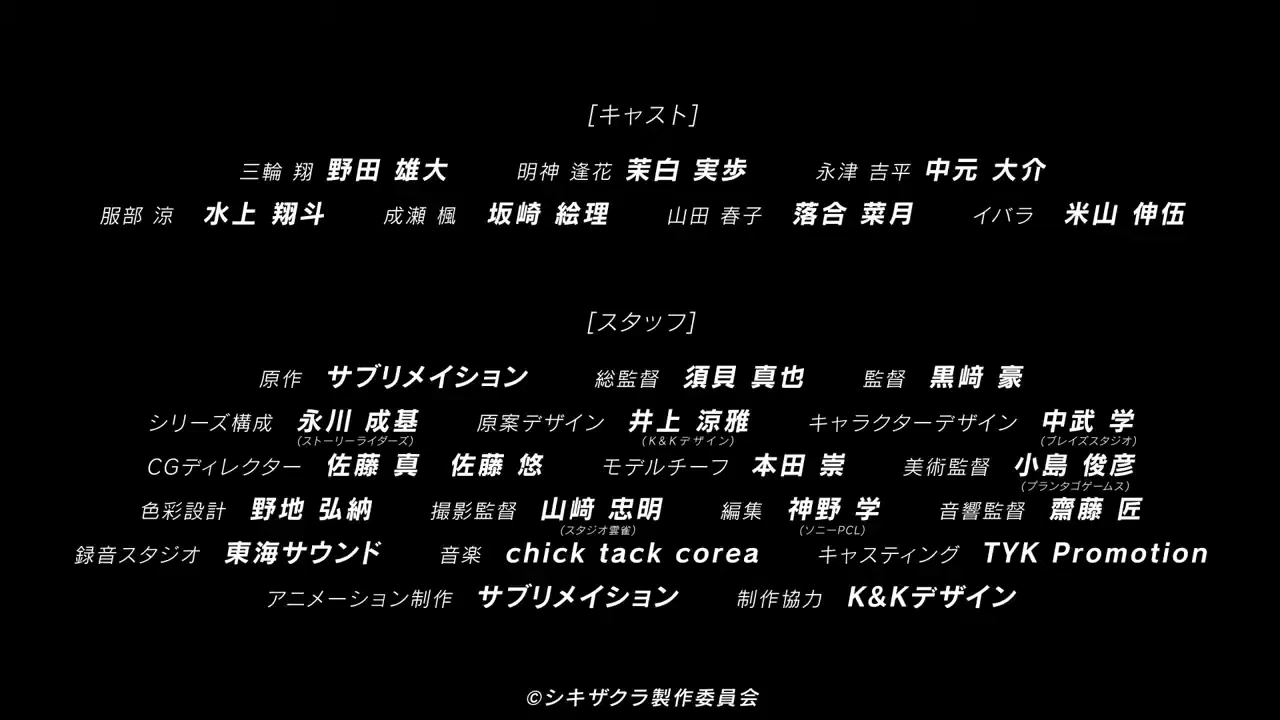 [キャスト]
三輪 翔 野田 雄大 明神 逢花 茉白 実歩 永津 吉平 中元 大介
服部 涼 水上 翔斗 成瀬 楓 坂崎 絵理 山田 春子 落合 菜月 イバラ 米山 伸伍
[スタッフ]
原作 サブリメイション 総監督 須貝 真也 監督 黒﨑 豪
シリーズ構成 永川 成基 原案デザイン 井上 涼雅 キャラクターデザイン 中武 学
(ストーリーライダーズ) (K&Kデザイン) (ブレイズスタジオ)
CGディレクター 佐藤 真 佐藤 悠 モデルチーフ 本田 崇 美術監督 小島 俊彦
(プランタゴゲームス)
色彩設計 野地 弘納 撮影監督 山﨑 忠明 編集 神野 学 音響監督 齋藤 匠
(スタジオ雲雀) (ソニーPCL)
録音スタジオ 東海サウンド 音楽 chick tack corea キャスティング TYK Promotion
アニメーション制作 サブリメイション 制作協力 K&Kデザイン
©シキザクラ製作委員会